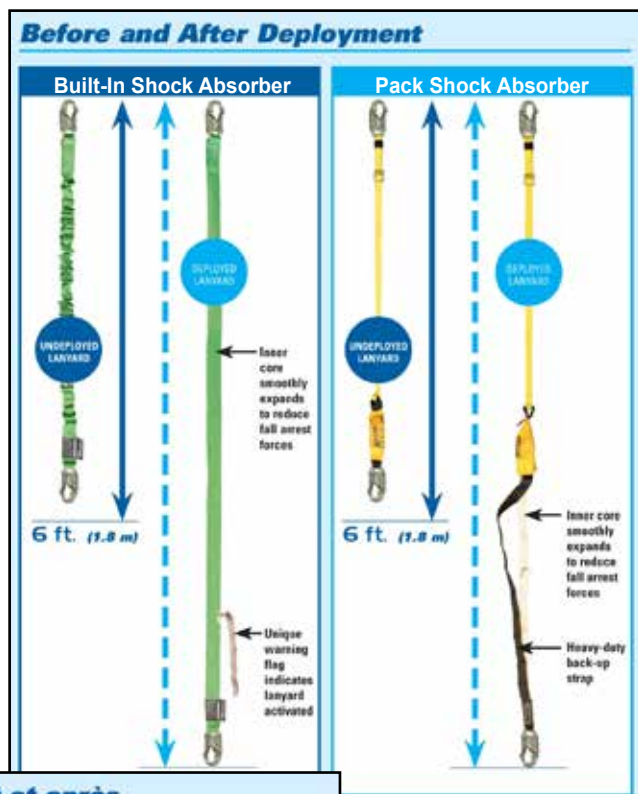 Before and After Deployment
Built-In Shock Absorber
UNDEPLOYED
LANYARD
6 ft. (1.8 m)
DEPLOYED
LANYARD
Inner
core
smoothly
expands
to reduce
fall arrest
forces
Unique
warning
flag
indicates
lanyard
activated
Pack Shock Absorber
UNDEPLOYED
LANYARD
6 ft. (1.8 m)
DEPLOYED
LANYARD
Inner core
smoothly
expands
to reduce
fall arrest
forces
Heavy-duty
back-up
strap
et après